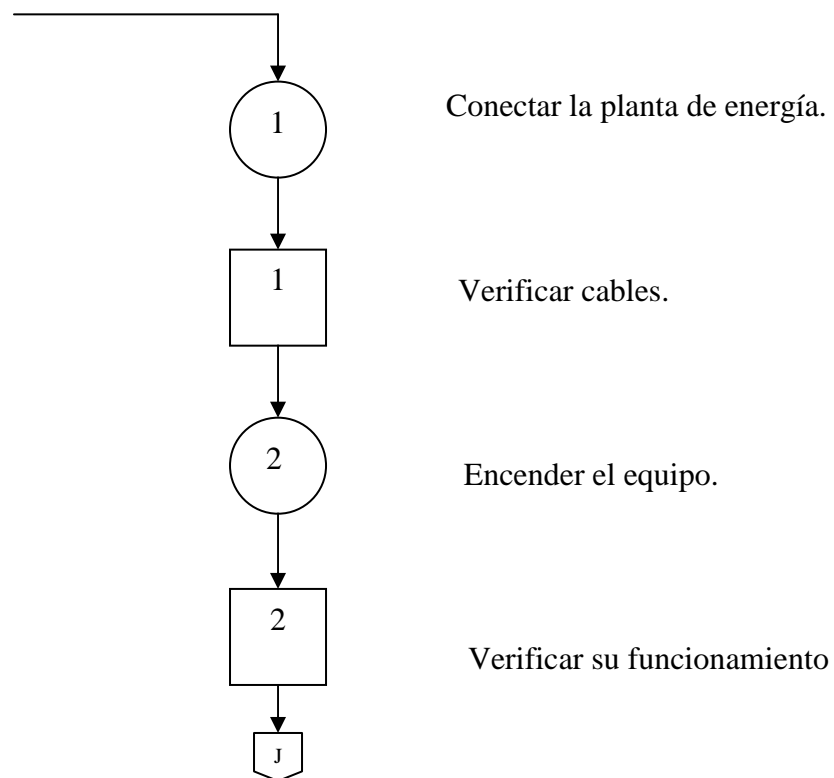 1
Conectar la planta de energía.
1
Verificar cables.
2
Encender el equipo.
2
Verificar su funcionamiento
J